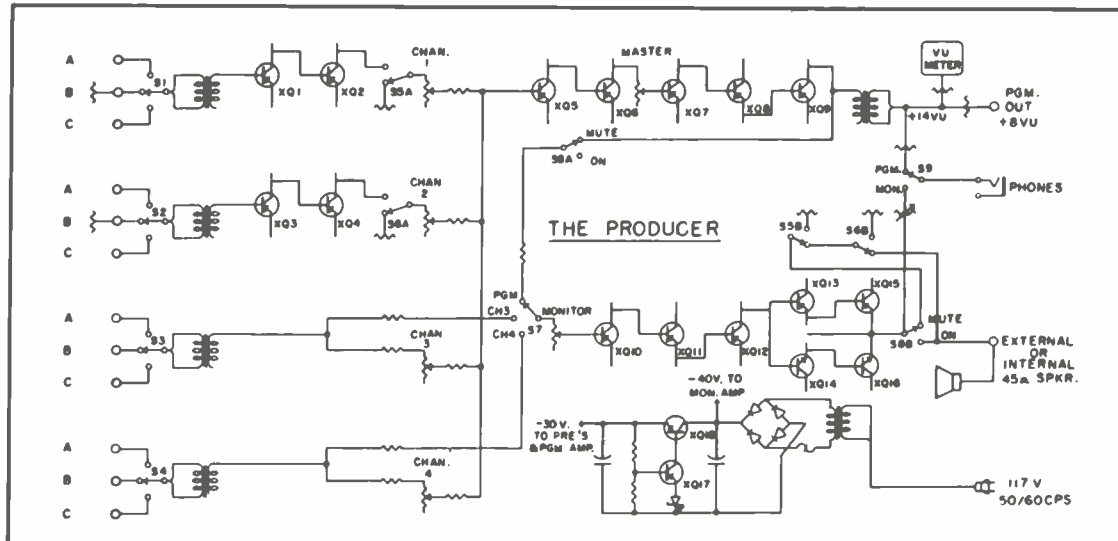 A
B
C
S1
XQ1
XQ2
S5A
CHAN.
1
XQ5
XQ6
MASTER
XQ7
XQ8
XQ9
VU
METER
+14VU
PGM.
OUT
+8VU
S8A
MUTE
ON
PGM.
S9
MON.
PHONES
A
B
C
S2
XQ3
XQ4
S6A
CHAN
2
THE PRODUCER
S5B
S6B
A
B
C
S3
CHAN
3
PGM
CH3
CH4
S7
MONITOR
XQ10
XQ11
XQ12
XQ13
XQ15
XQ14
XQ16
MUTE
ON
S8B
EXTERNAL
OR
INTERNAL
45Ω SPKR.
A
B
C
S4
CHAN.
4
-30V.
TO PRE'S
& PGM AMP.
-40V. TO
MON. AMP
XQ18
XQ17
117 V
50/60CPS